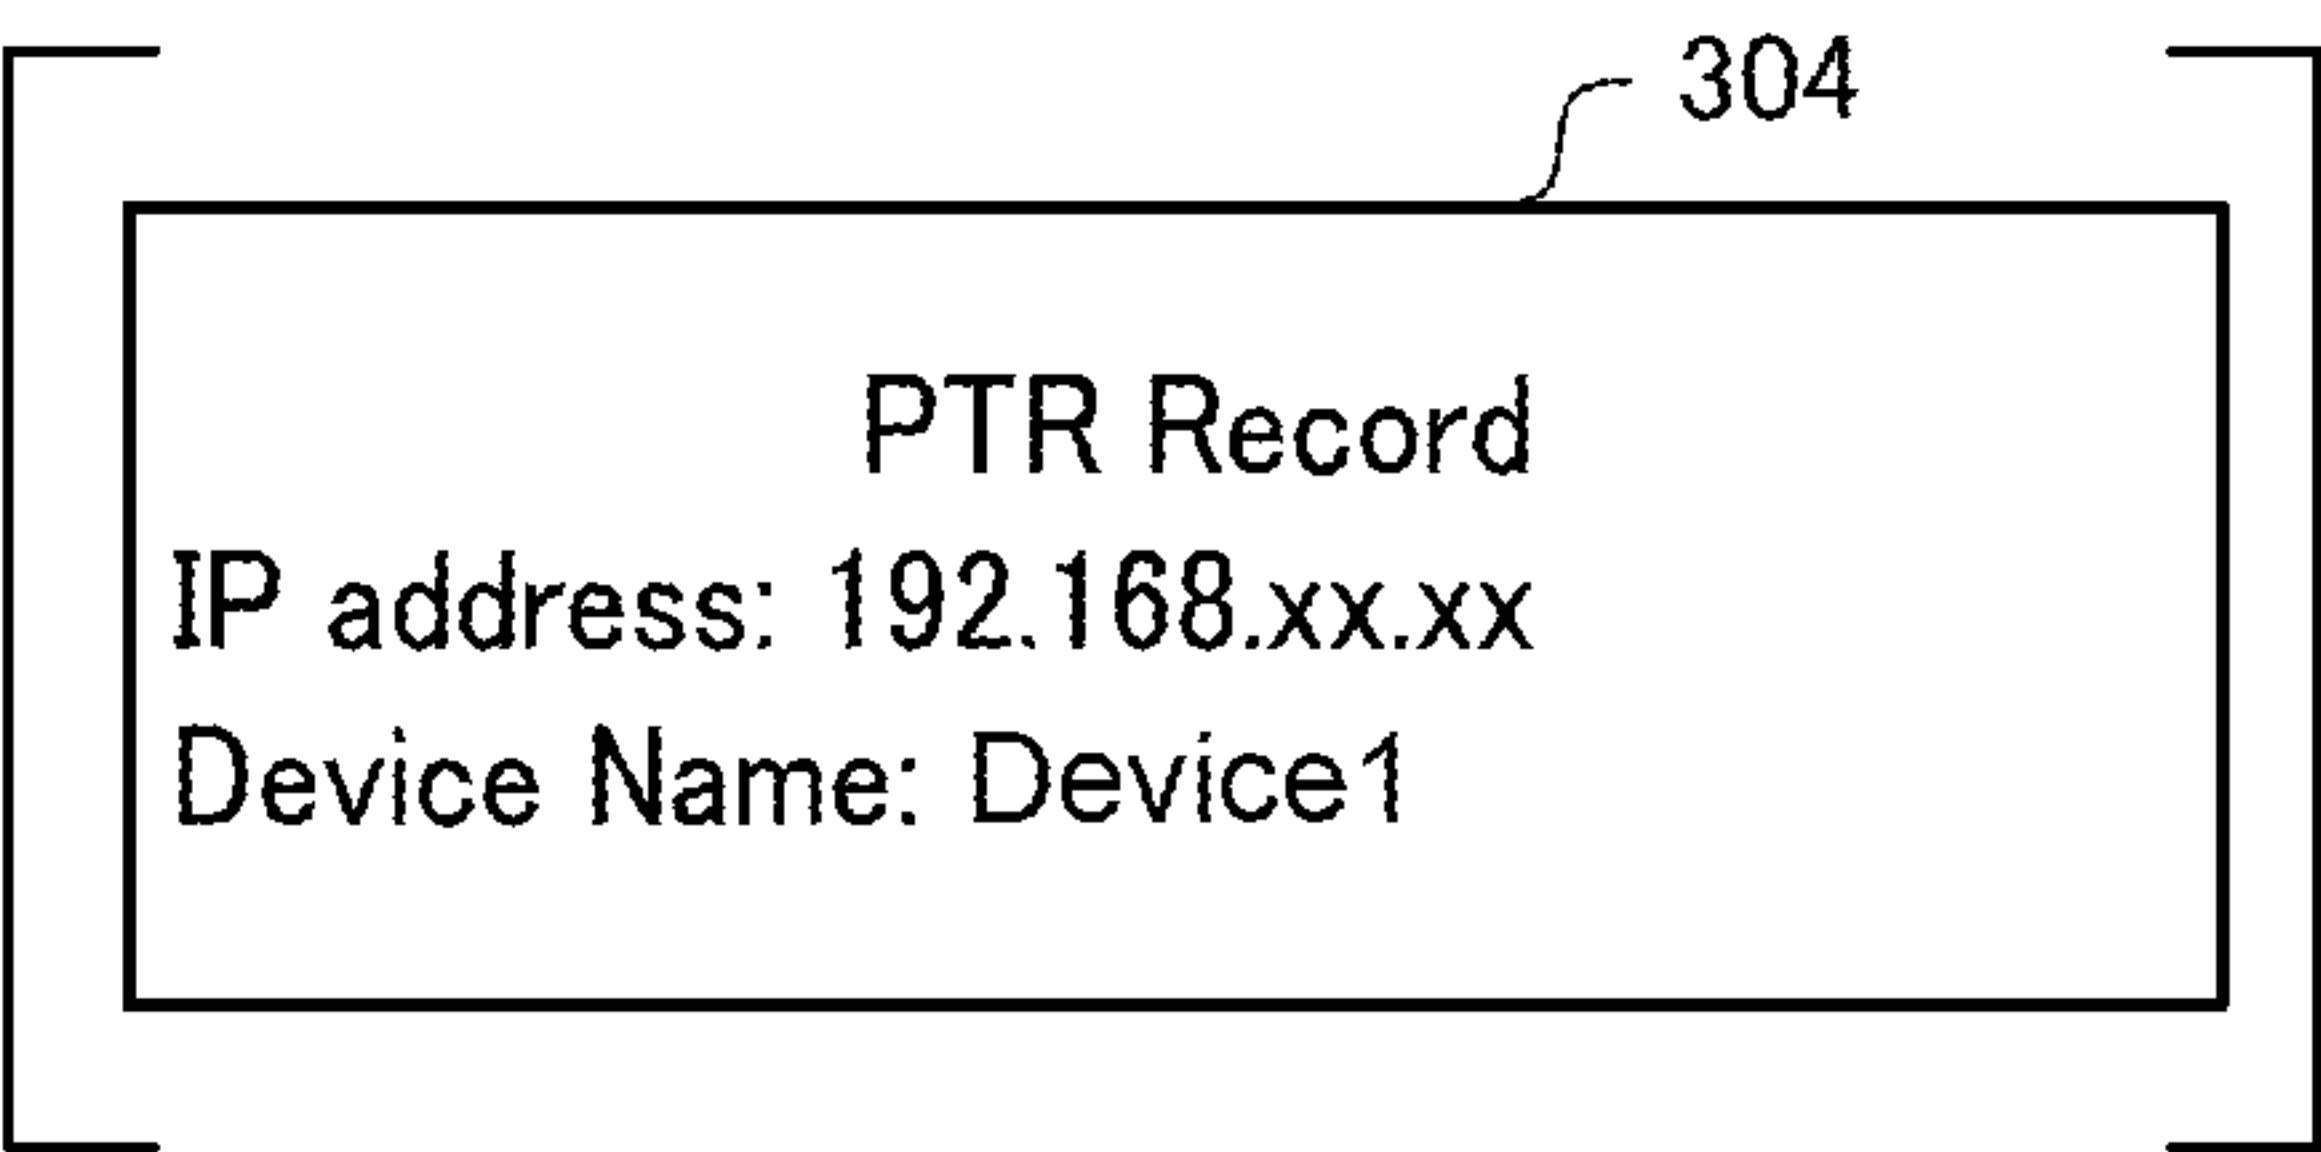 304
PTR Record
IP address: 192.168.xx.xx
Device Name: Device1